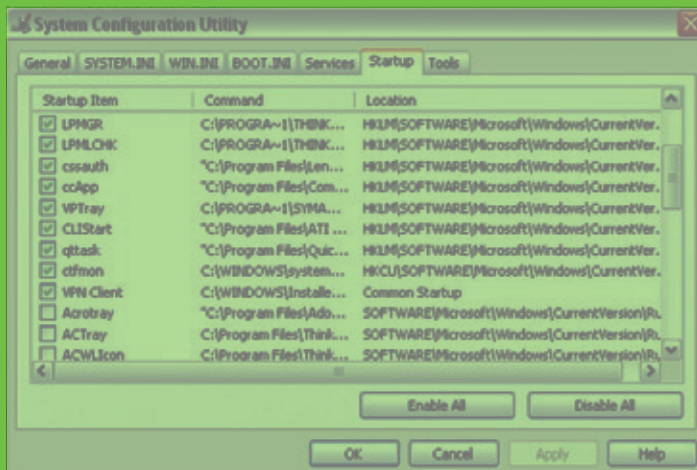 System Configuration Utility
General SYSTEM.INI WIN.INI BOOT.INI Services Startup Tools
Startup Item Command Location
LPMGR C:\PROGRA~1\THINK... HKLM\SOFTWARE\Microsoft\Windows\CurrentVer...
LPMLCHK C:\PROGRA~1\THINK... HKLM\SOFTWARE\Microsoft\Windows\CurrentVer...
cssauth "C:\Program Files\Len... HKLM\SOFTWARE\Microsoft\Windows\CurrentVer...
ccApp "C:\Program Files\Com... HKLM\SOFTWARE\Microsoft\Windows\CurrentVer...
VPTray C:\PROGRA~1\SYMA... HKLM\SOFTWARE\Microsoft\Windows\CurrentVer...
CLIStart "C:\Program Files\ATI ... HKLM\SOFTWARE\Microsoft\Windows\CurrentVer...
qttask "C:\Program Files\Quic... HKLM\SOFTWARE\Microsoft\Windows\CurrentVer...
ctfmon C:\WINDOWS\system... HKCU\SOFTWARE\Microsoft\Windows\CurrentVer...
VPN Client C:\WINDOWS\Installe... Common Startup
Acrotray "C:\Program Files\Ado... SOFTWARE\Microsoft\Windows\CurrentVersion\Ru
ACTray C:\Program Files\Think... SOFTWARE\Microsoft\Windows\CurrentVersion\Ru
ACWLIcon C:\Program Files\Think... SOFTWARE\Microsoft\Windows\CurrentVersion\Ru
Enable All Disable All
OK Cancel Apply Help